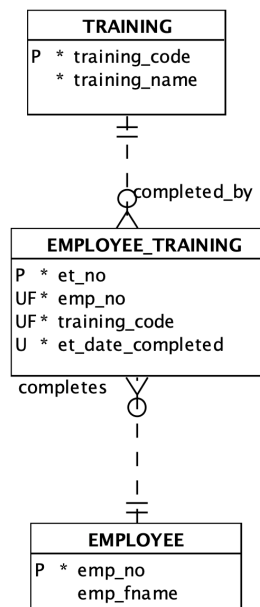 TRAINING
P * training_code
* training_name
completed_by
EMPLOYEE_TRAINING
P * et_no
UF* emp_no
UF* training_code
U * et_date_completed
completes
EMPLOYEE
P * emp_no
emp_fname